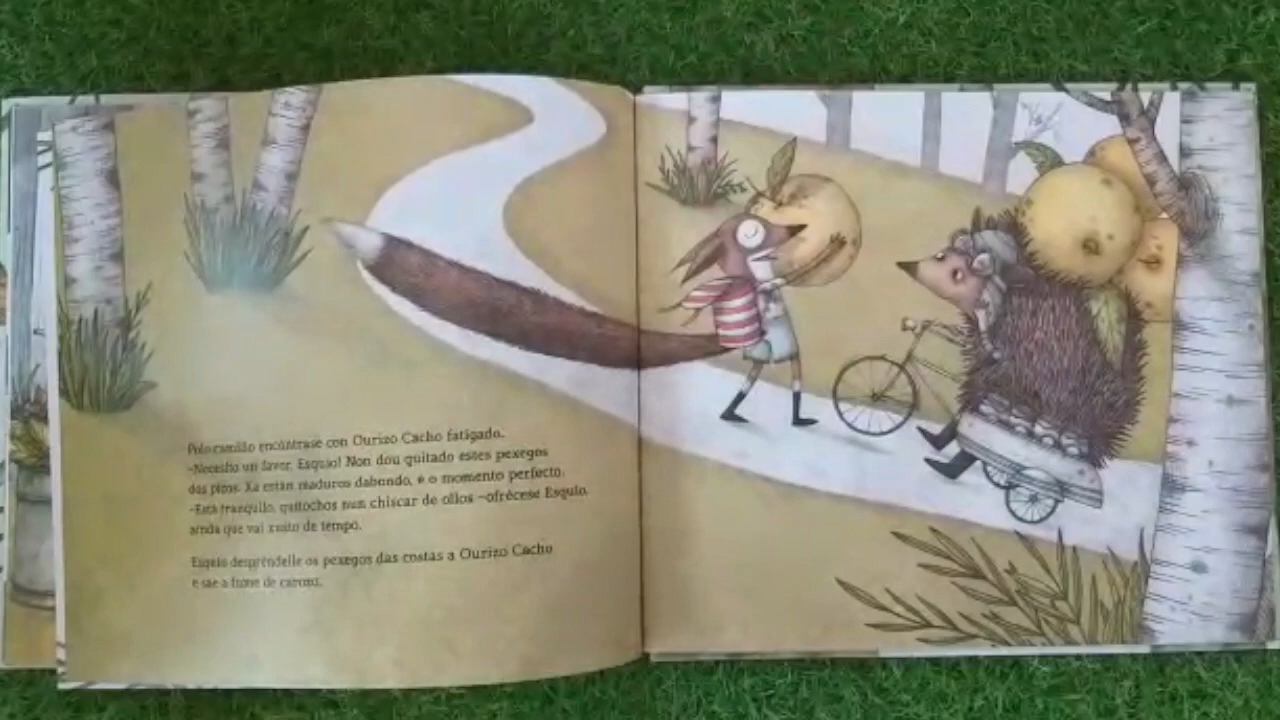 Polo camiño encóntrase con Ourizo Cacho fatigado.
–Necesito un favor, Esquío! Non dou quitado estes pexegos
das púas. Xa están maduros dabondo, é o momento perfecto.
–Está tranquilo, quítochos nun chiscar de ollos –ofrécese Esquío,
aínda que vai xusto de tempo.
Esquío despréndelle os pexegos das costas a Ourizo Cacho
e sae a fume de carozo.